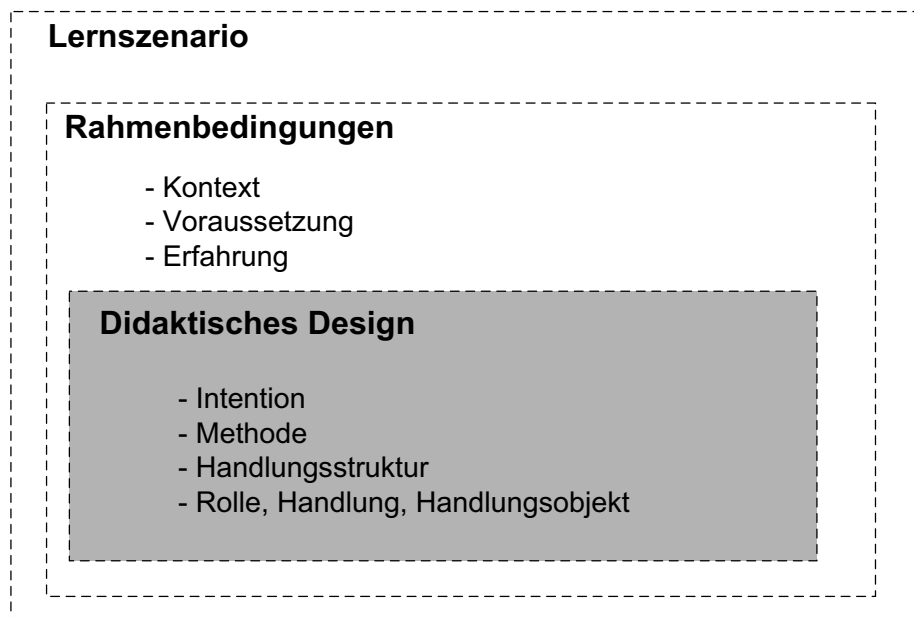 Lernszenario
Rahmenbedingungen
- Kontext
- Voraussetzung
- Erfahrung
Didaktisches Design
- Intention
- Methode
- Handlungsstruktur
- Rolle, Handlung, Handlungsobjekt